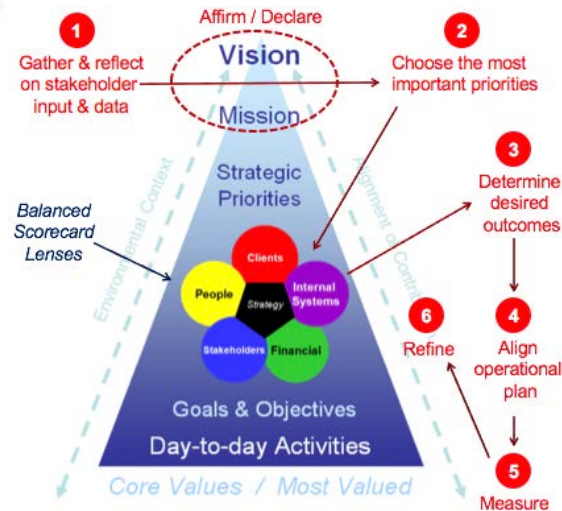 Affirm / Declare
1
Gather & reflect
on stakeholder
input & data
Vision
Mission
2
Choose the most
important priorities
Strategic
Priorities
3
Determine
desired
outcomes
Environmental Context
Alignment of
Balanced
Scorecard
Lenses
Clients
People
Strategy
Internal
Systems
Stakeholders
Financial
6
Refine
4
Align
operational
plan
Goals & Objectives
Day-to-day Activities
Core Values / Most Valued
5
Measure